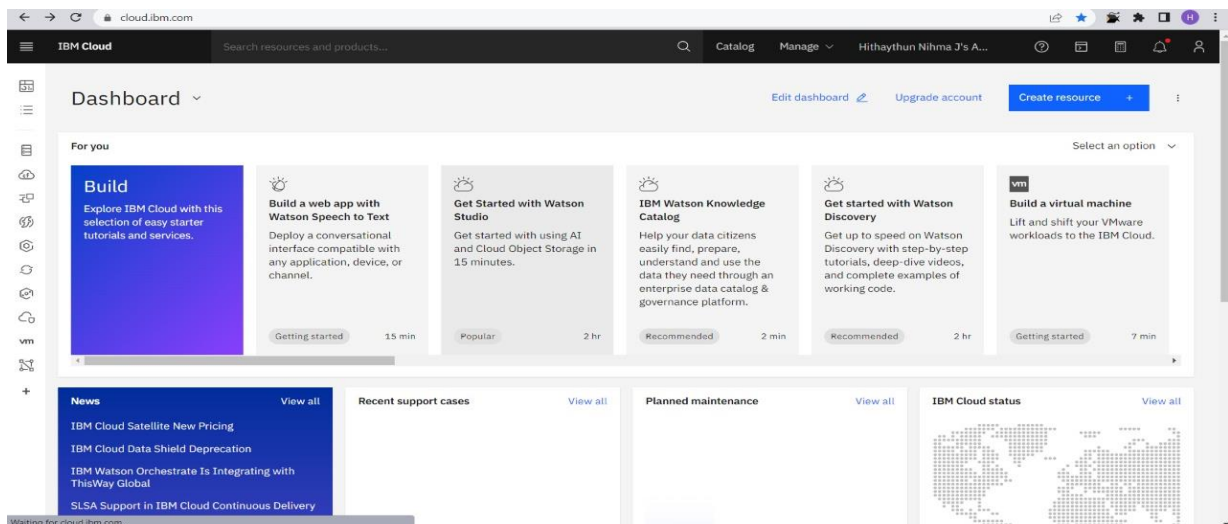 cloud.ibm.com
H
IBM Cloud
Search resources and products...
Catalog
Manage
Hithaythun Nihma J's A...
Dashboard
Edit dashboard
Upgrade account
Create resource +
For you
Select an option
Build
Explore IBM Cloud with this
selection of easy starter
tutorials and services.
Build a web app with
Watson Speech to Text
Deploy a conversational
interface compatible with
any application, device, or
channel.
Getting started 15 min
Get Started with Watson
Studio
Get started with using AI
and Cloud Object Storage in
15 minutes.
Popular 2 hr
IBM Watson Knowledge
Catalog
Help your data citizens
easily find, prepare,
understand and use the
data they need through an
enterprise data catalog &
governance platform.
Recommended 2 min
Get started with Watson
Discovery
Get up to speed on Watson
Discovery with step-by-step
tutorials, deep-dive videos,
and complete examples of
working code.
Recommended 2 hr
vm
Build a virtual machine
Lift and shift your VMware
workloads to the IBM Cloud.
Getting started 7 min
vm
+
News View all
IBM Cloud Satellite New Pricing
IBM Cloud Data Shield Deprecation
IBM Watson Orchestrate Is Integrating with
ThisWay Global
SLSA Support in IBM Cloud Continuous Delivery
Recent support cases View all
Planned maintenance View all
IBM Cloud status View all
Waiting for cloud.ibm.com